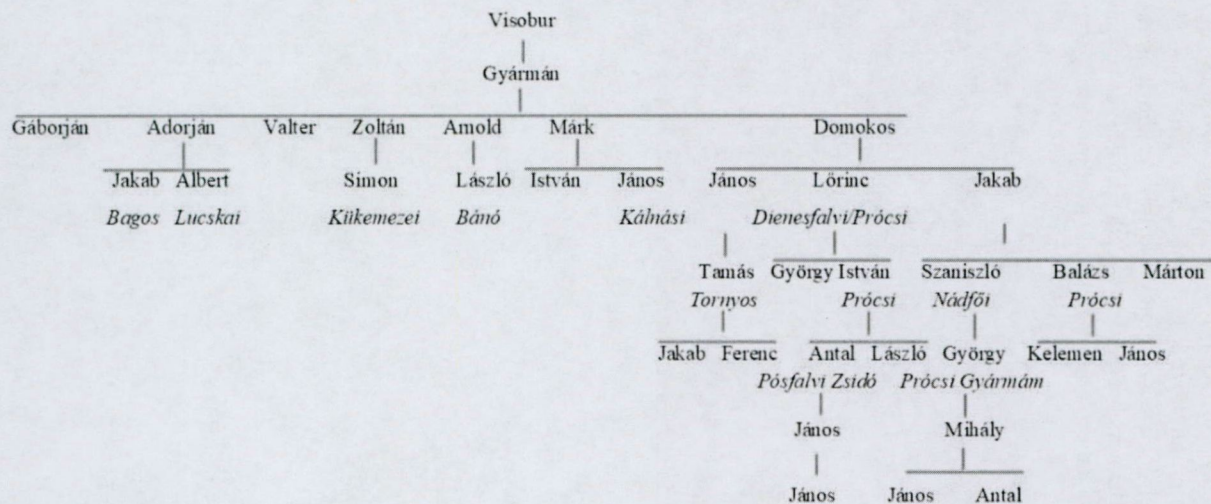 Visobur
Gyármán
Gáborján Adorján Valter Zoltán Arnold Márk Domokos
Jakab Albert Simon László István János János Lőrinc Jakab
Bagos Lucskai Kükemezei Bánó Kálnási Dienesfalvi/Prócsi
Tamás György István Szaniszló Balázs Márton
Tornyos Prócsi Nádfői Prócsi
Jakab Ferenc Antal László György Kelemen János
Pósfalvi Zsidó Prócsi Gyármám
János Mihály
János János Antal